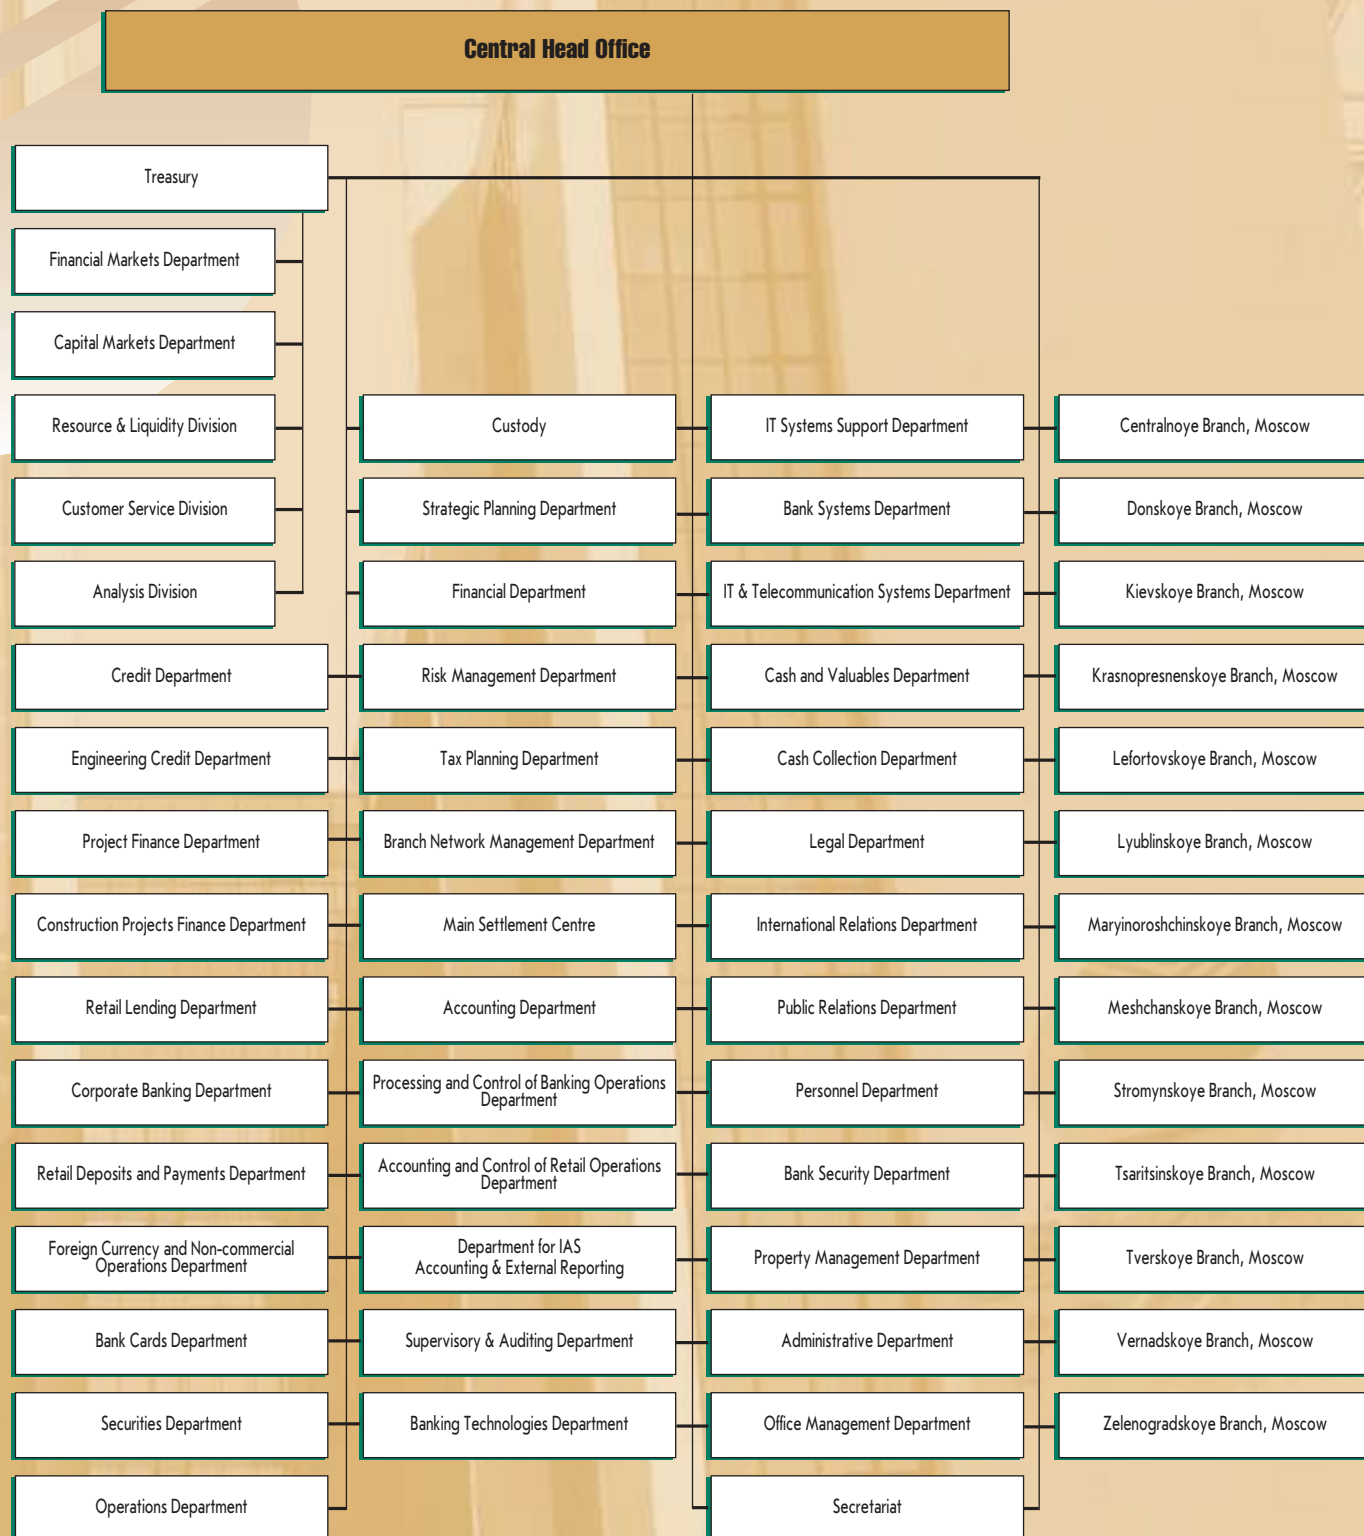 Central Head Office
Treasury
Financial Markets Department
Capital Markets Department
Resource & Liquidity Division
Customer Service Division
Analysis Division
Credit Department
Engineering Credit Department
Project Finance Department
Construction Projects Finance Department
Retail Lending Department
Corporate Banking Department
Retail Deposits and Payments Department
Foreign Currency and Non-commercial
Operations Department
Bank Cards Department
Securities Department
Operations Department
Custody
Strategic Planning Department
Financial Department
Risk Management Department
Tax Planning Department
Branch Network Management Department
Main Settlement Centre
Accounting Department
Processing and Control of Banking Operations
Department
Accounting and Control of Retail Operations
Department
Department for IAS
Accounting & External Reporting
Supervisory & Auditing Department
Banking Technologies Department
IT Systems Support Department
Bank Systems Department
IT & Telecommunication Systems Department
Cash and Valuables Department
Cash Collection Department
Legal Department
International Relations Department
Public Relations Department
Personnel Department
Bank Security Department
Property Management Department
Administrative Department
Office Management Department
Secretariat
Centralnoye Branch, Moscow
Donskoye Branch, Moscow
Kievskoye Branch, Moscow
Krasnopresnenskoye Branch, Moscow
Lefortovskoye Branch, Moscow
Lyublinskoye Branch, Moscow
Maryinoroshchinskoye Branch, Moscow
Meshchanskoye Branch, Moscow
Stromynskoye Branch, Moscow
Tsaritsinskoye Branch, Moscow
Tverskoye Branch, Moscow
Vernadskoye Branch, Moscow
Zelenogradskoye Branch, Moscow